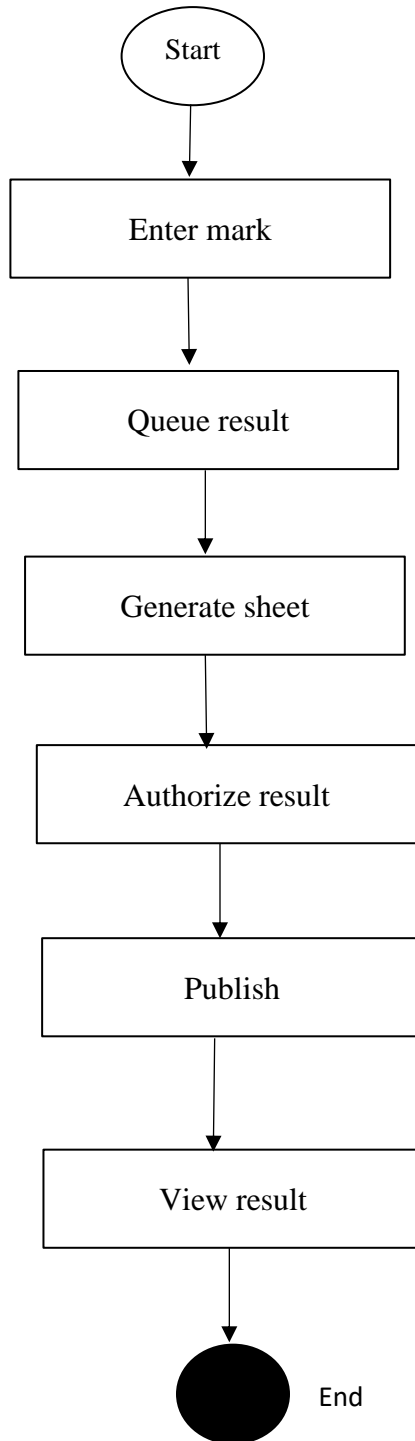 Start
Enter mark
Queue result
Generate sheet
Authorize result
Publish
View result
End